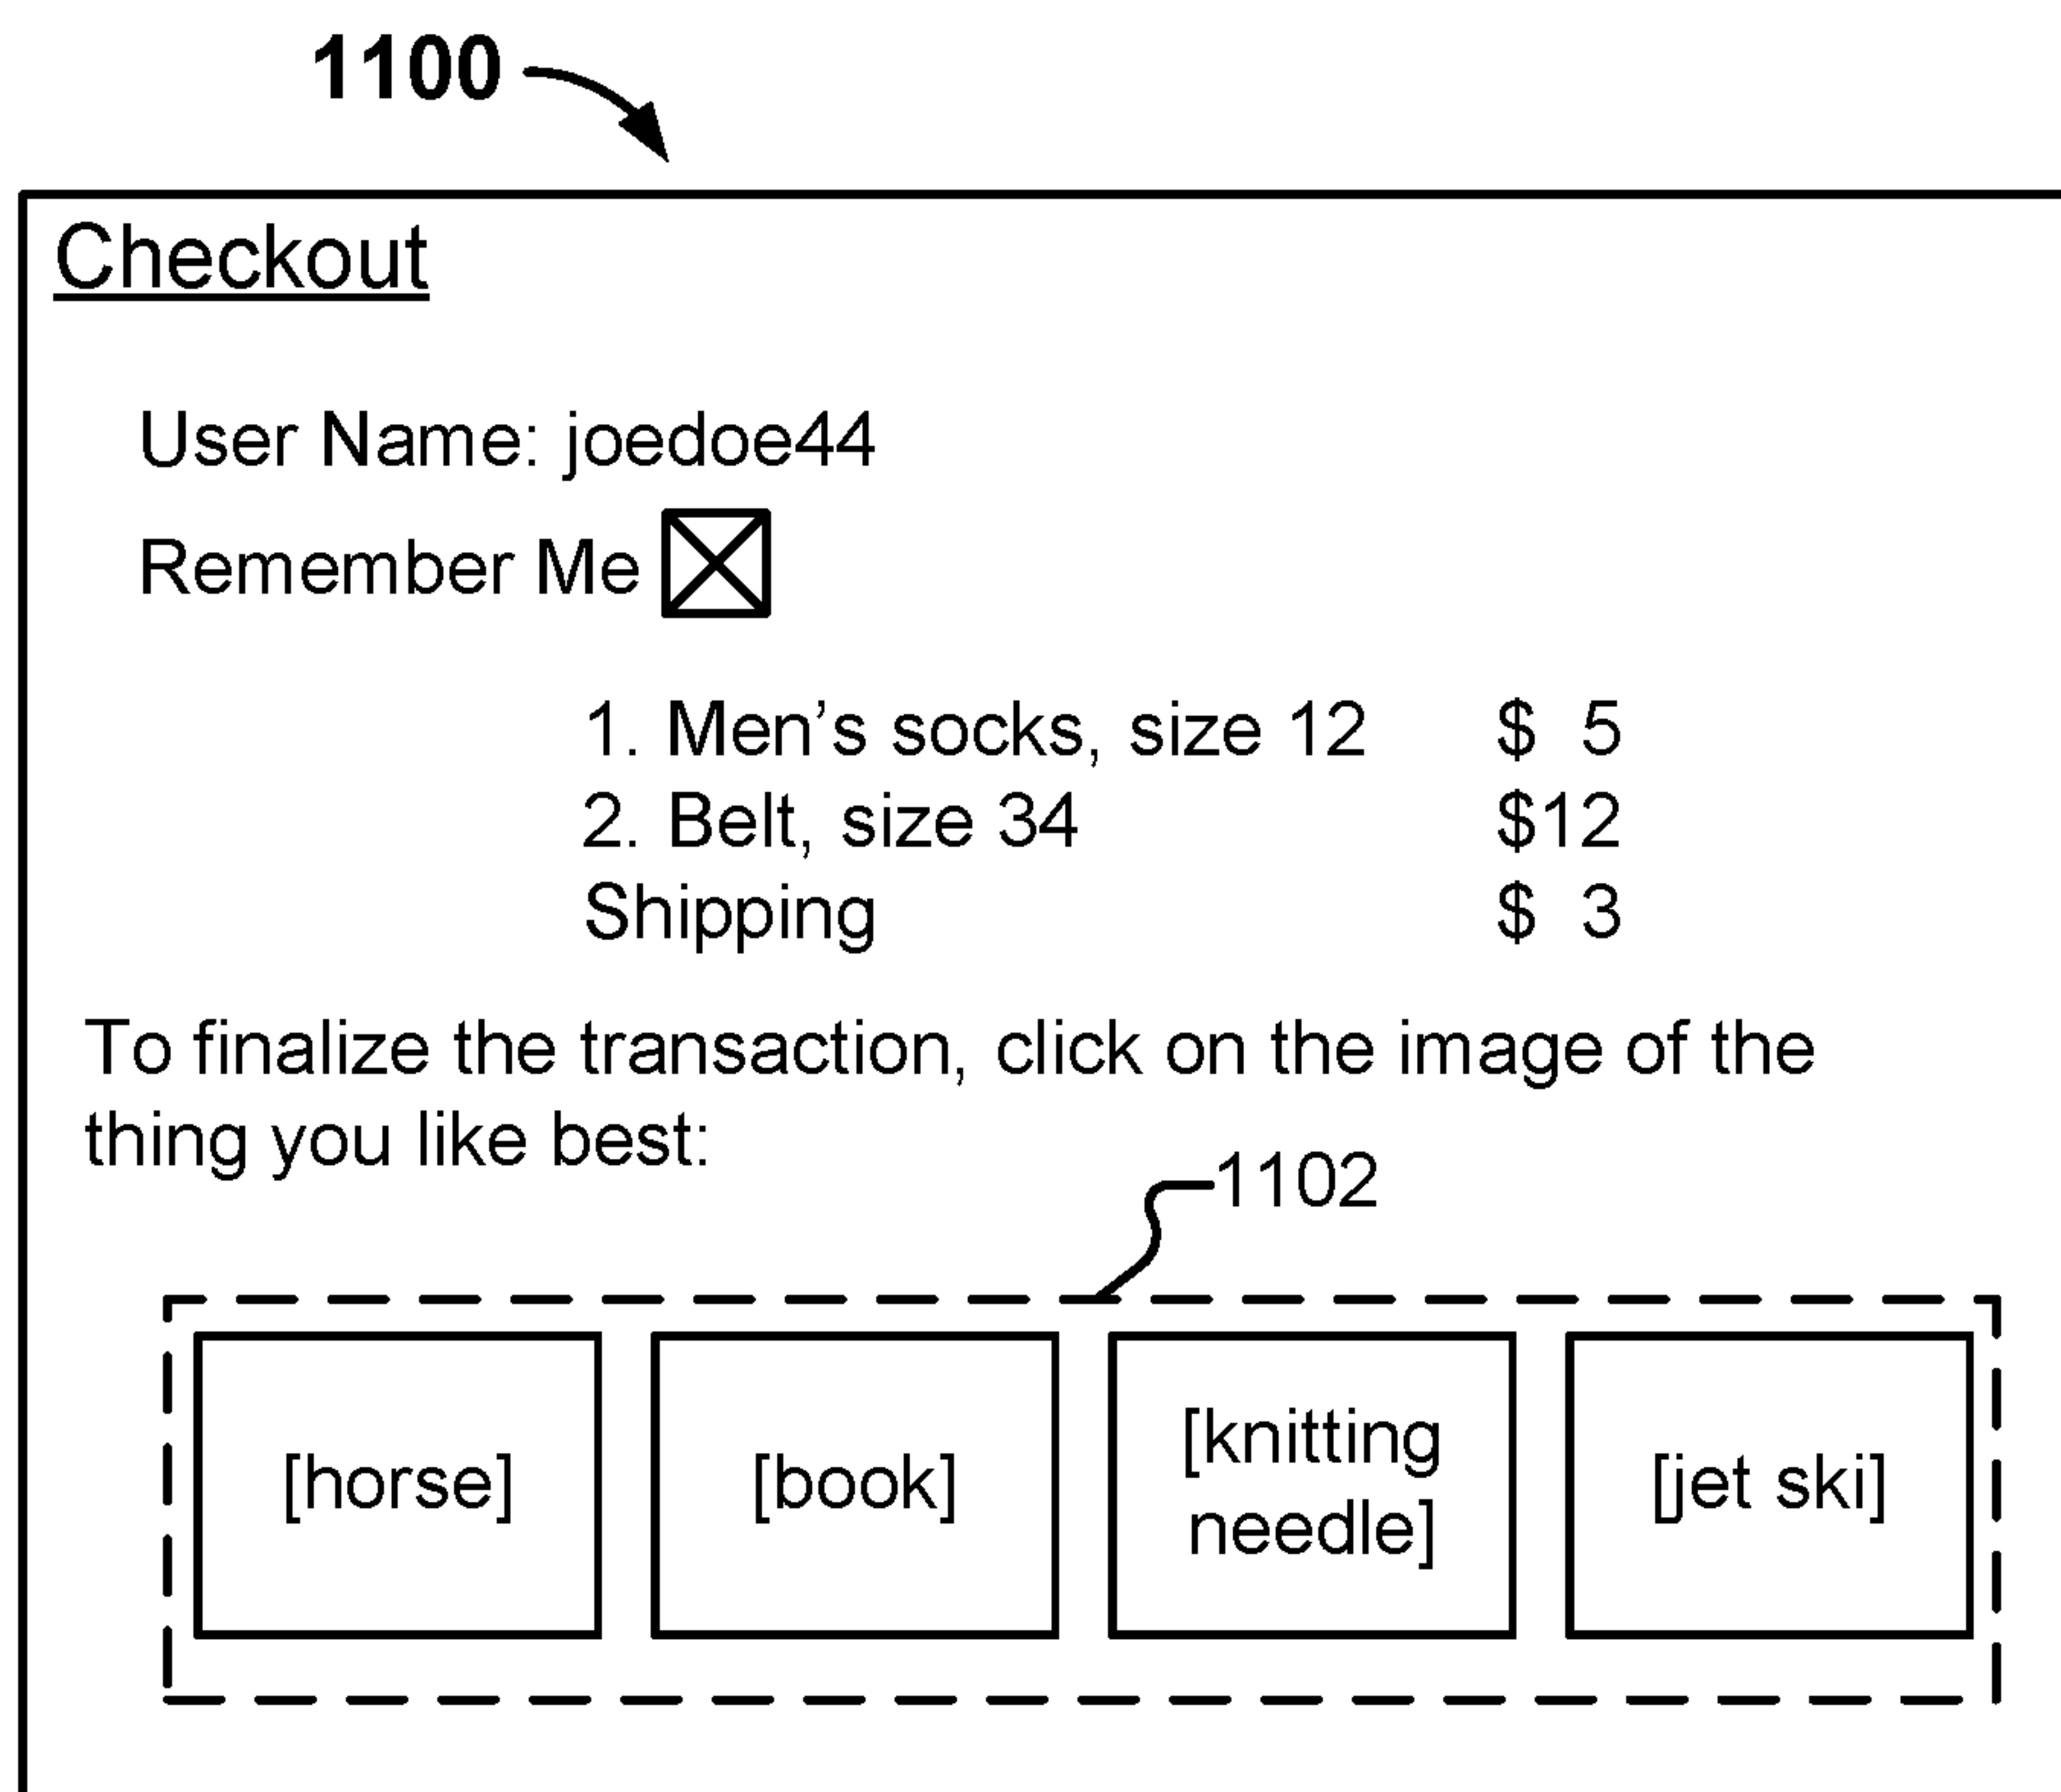 1100
Checkout
User Name: joedoe44
Remember Me
1. Men’s socks, size 12 $ 5
2. Belt, size 34 $12
Shipping $ 3
To finalize the transaction, click on the image of the
thing you like best:
1102
[horse] [book] [knitting needle] [jet ski]